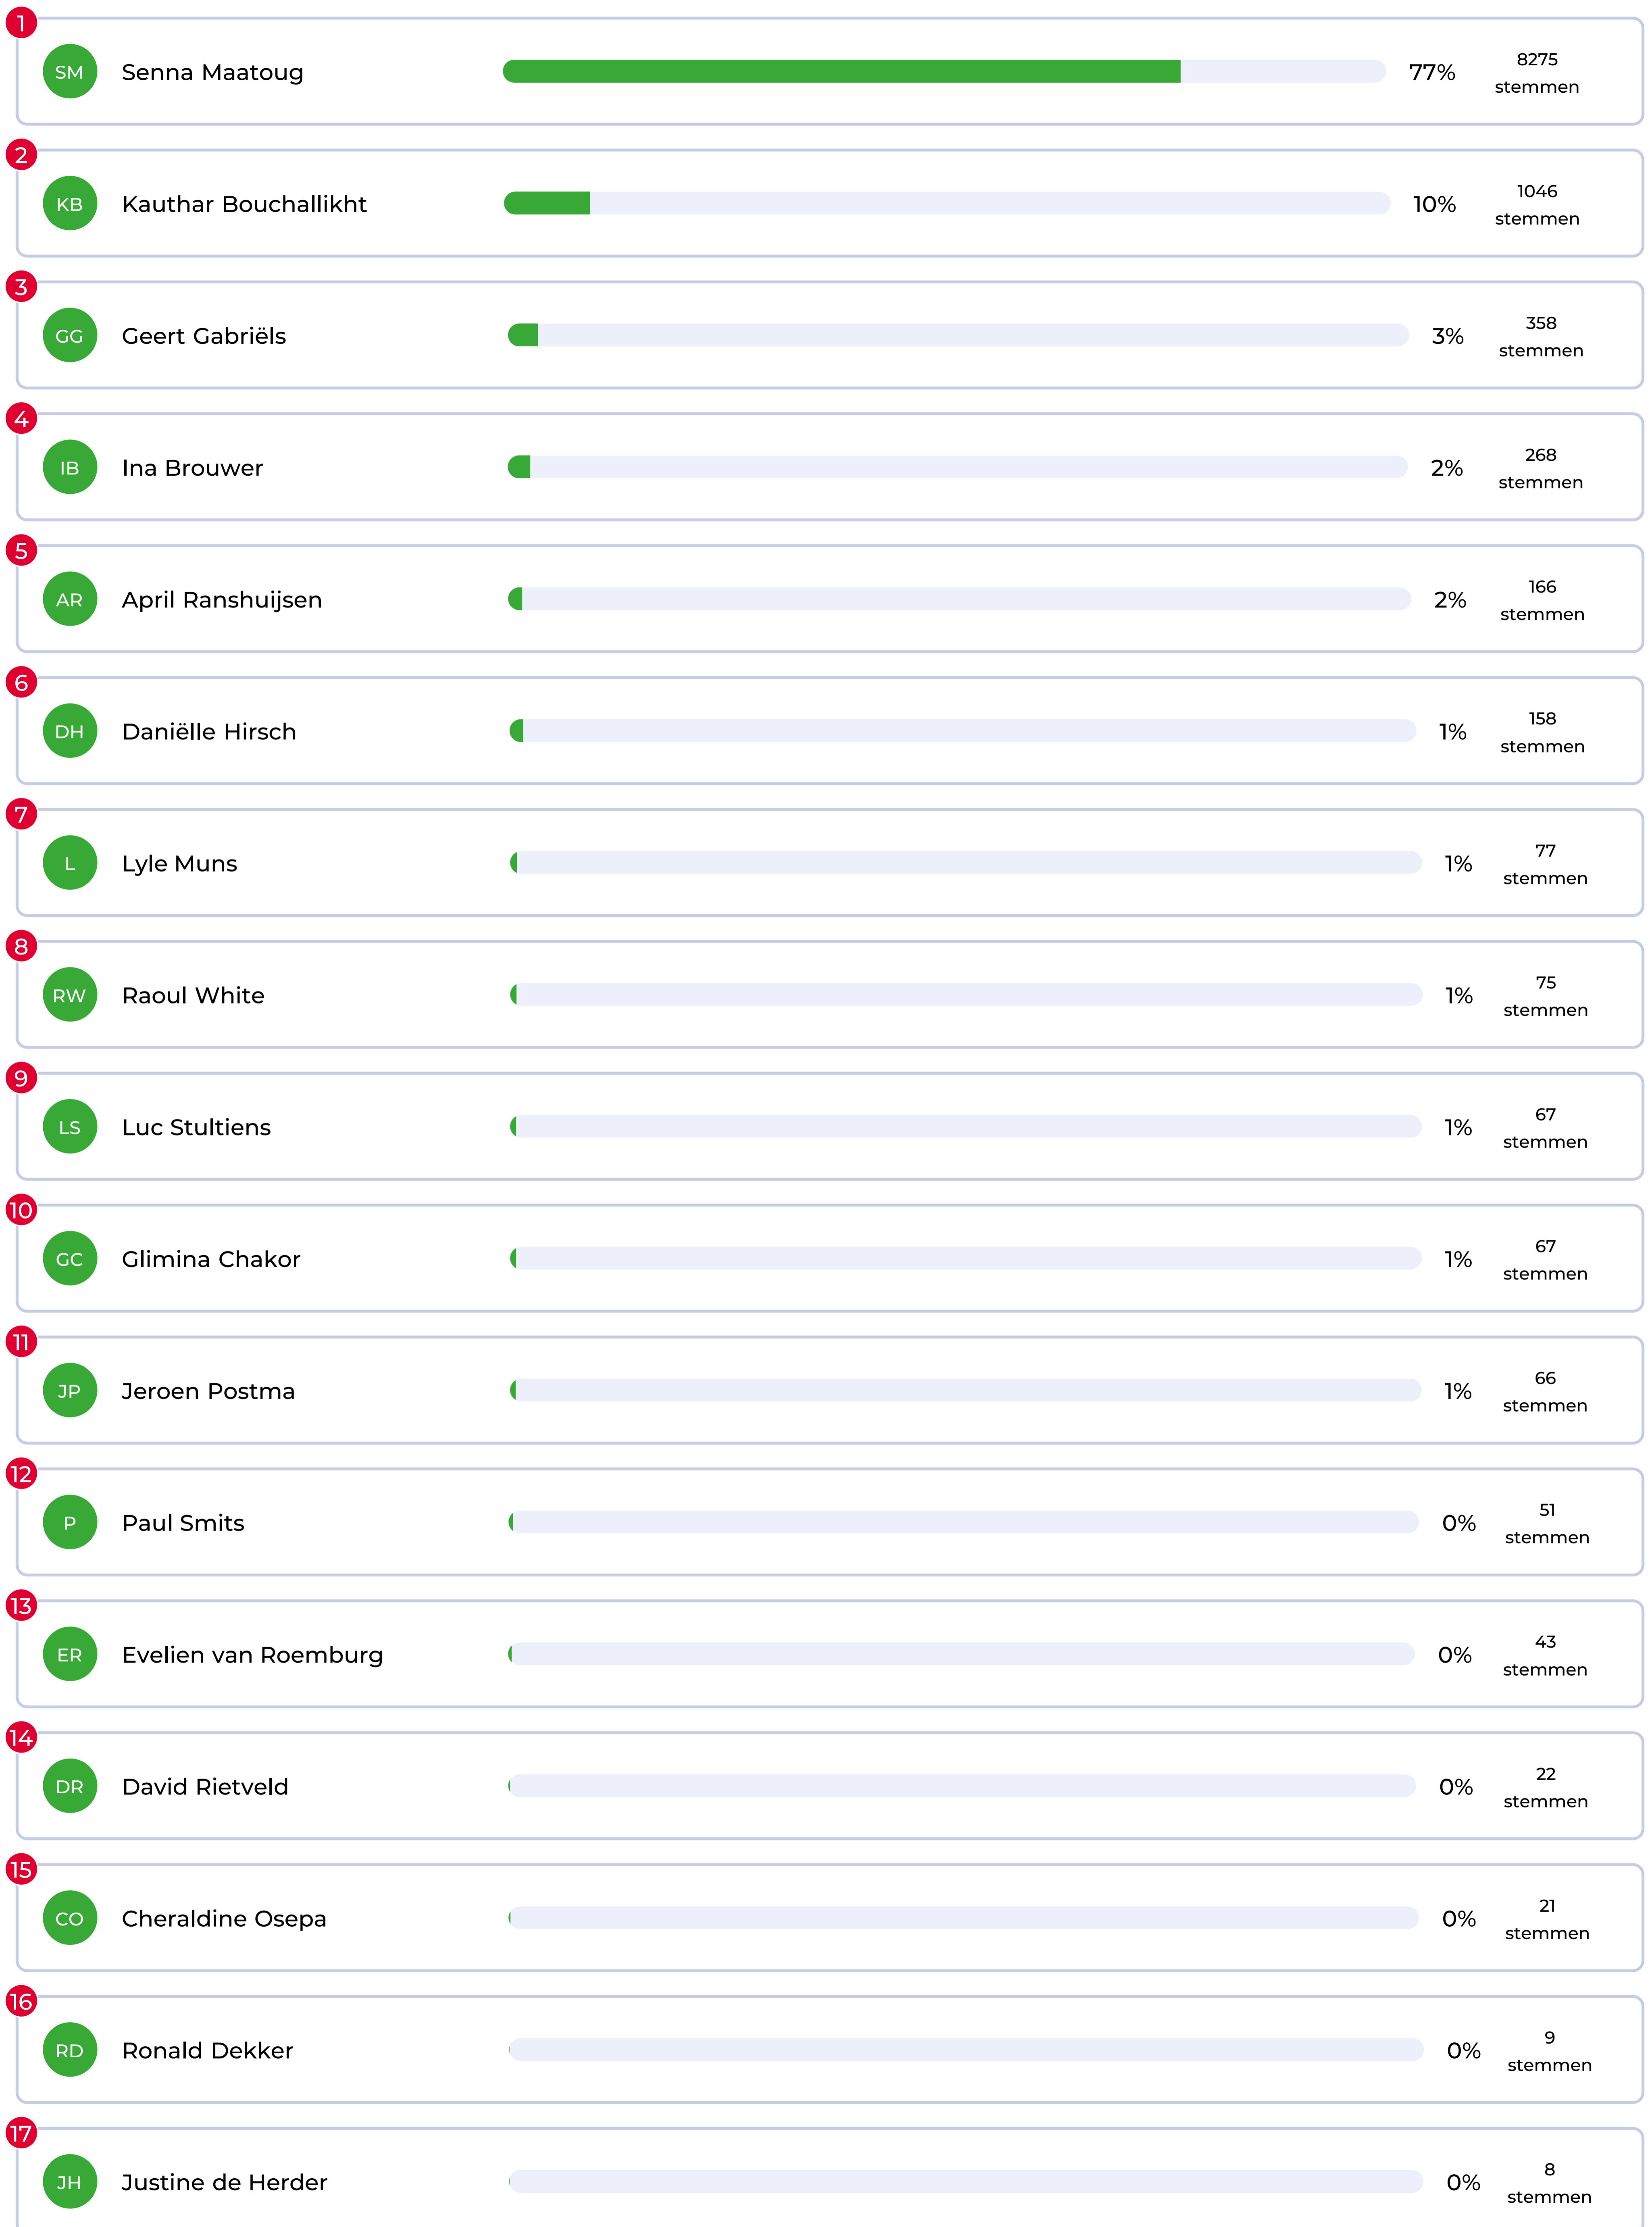 1
SM
Senna Maatoug
77%
8275
stemmen
2
KB
Kauthar Bouchallikht
10%
1046
stemmen
3
GG
Geert Gabriëls
3%
358
stemmen
4
IB
Ina Brouwer
2%
268
stemmen
5
AR
April Ranshuijsen
2%
166
stemmen
6
DH
Daniëlle Hirsch
1%
158
stemmen
7
L
Lyle Muns
1%
77
stemmen
8
RW
Raoul White
1%
75
stemmen
9
LS
Luc Stultiens
1%
67
stemmen
10
GC
Glimina Chakor
1%
67
stemmen
11
JP
Jeroen Postma
1%
66
stemmen
12
P
Paul Smits
0%
51
stemmen
13
ER
Evelien van Roemburg
0%
43
stemmen
14
DR
David Rietveld
0%
22
stemmen
15
CO
Cheraldine Osepa
0%
21
stemmen
16
RD
Ronald Dekker
0%
9
stemmen
17
JH
Justine de Herder
0%
8
stemmen